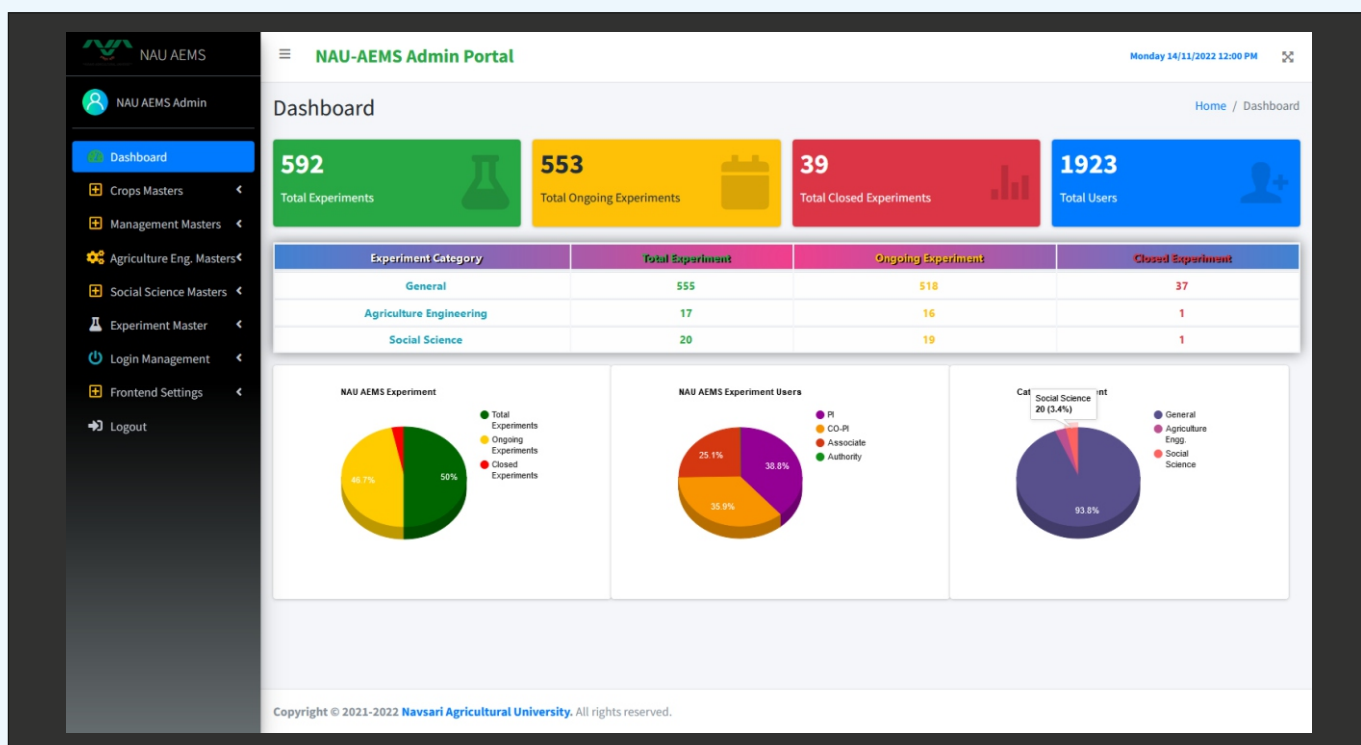 NAU AEMS
NAU AEMS Admin
Dashboard
Crops Masters
Management Masters
Agriculture Eng. Masters
Social Science Masters
Experiment Master
Login Management
Frontend Settings
Logout
NAU-AEMS Admin Portal
Monday 14/11/2022 12:00 PM
Dashboard
Home / Dashboard
592
Total Experiments
553
Total Ongoing Experiments
39
Total Closed Experiments
1923
Total Users
Experiment Category Total Experiment Ongoing Experiment Closed Experiment
General 555 518 37
Agriculture Engineering 17 16 1
Social Science 20 19 1
NAU AEMS Experiment
46.7%
50%
Total
Experiments
Ongoing
Experiments
Closed
Experiments
NAU AEMS Experiment Users
25.1%
38.8%
35.9%
PI
CO-PI
Associate
Authority
Social Science
20 (3.4%)
93.8%
General
Agriculture
Engg.
Social
Science
Copyright © 2021-2022 Navsari Agricultural University. All rights reserved.